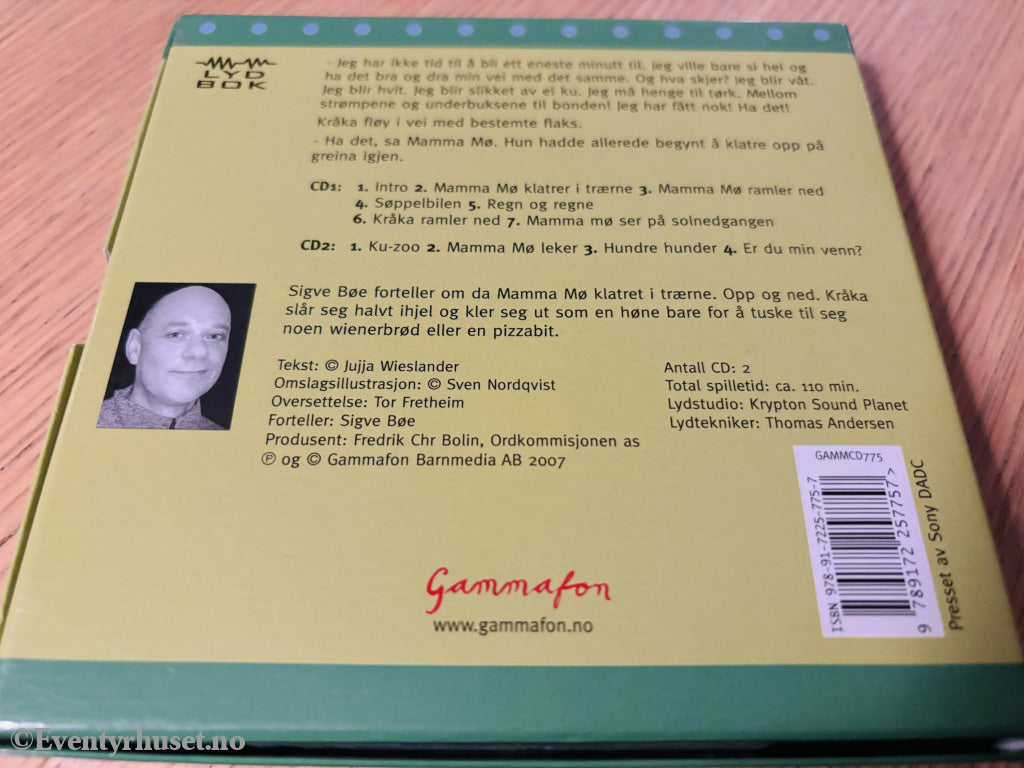 LYD
BOK
- Jeg har ikke tid til å bli ett eneste minutt til. Jeg ville bare si hei og
ha det bra og dra min vei med det samme. Og hva skjer? Jeg blir våt.
Jeg blir hvit. Jeg blir slikket av ei ku. Jeg må henge til tørk. Mellom
strømpene og underbuksene til bonden! Jeg har fått nok! Ha det!
Kråka fløy i vei med bestemte flaks.
- Ha det, sa Mamma Mø. Hun hadde allerede begynt å klatre opp på
greina igjen.
CD1: 1. Intro 2. Mamma Mø klatrer i trærne 3. Mamma Mø ramler ned
4. Søppelbilen 5. Regn og regne
6. Kråka ramler ned 7. Mamma mø ser på solnedgangen
CD2: 1. Ku-zoo 2. Mamma Mø leker 3. Hundre hunder 4. Er du min venn?
Sigve Bøe forteller om da Mamma Mø klatret i trærne. Opp og ned. Kråka
slår seg halvt ihjel og kler seg ut som en høne bare for å tuske til seg
noen wienerbrød eller en pizzabit.
Tekst: © Jujja Wieslander
Omslagsillustrasjon: © Sven Nordqvist
Oversettelse: Tor Fretheim
Forteller: Sigve Bøe
Produsent: Fredrik Chr Bolin, Ordkommisjonen as
℗ og © Gammafon Barnmedia AB 2007
Antall CD: 2
Total spilletid: ca. 110 min.
Lydstudio: Krypton Sound Planet
Lydtekniker: Thomas Andersen
GAMMCD775
ISBN 978-91-7225-775-7
9 789172 257757 >
Presset av Sony DADC
Gammafon
www.gammafon.no
©Eventyrhuset.no